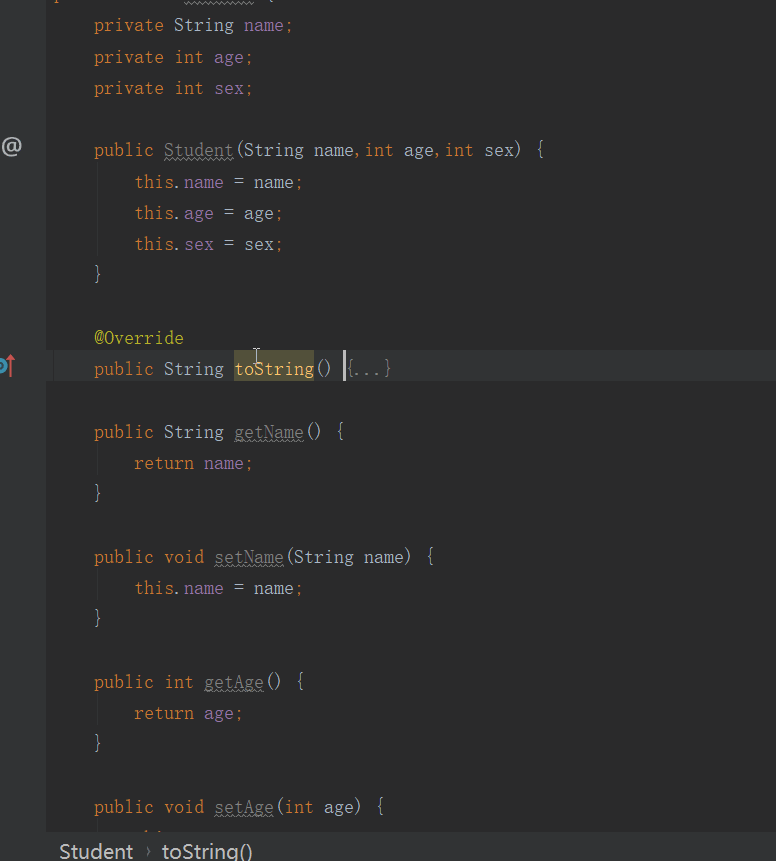 private String name;
private int age;
private int sex;
@
public Student(String name,int age,int sex) {
this.name = name;
this.age = age;
this.sex = sex;
}
@Override
public String toString() {...}
public String getName() {
return name;
}
public void setName(String name) {
this.name = name;
}
public int getAge() {
return age;
}
public void setAge(int age) {
Student › toString()